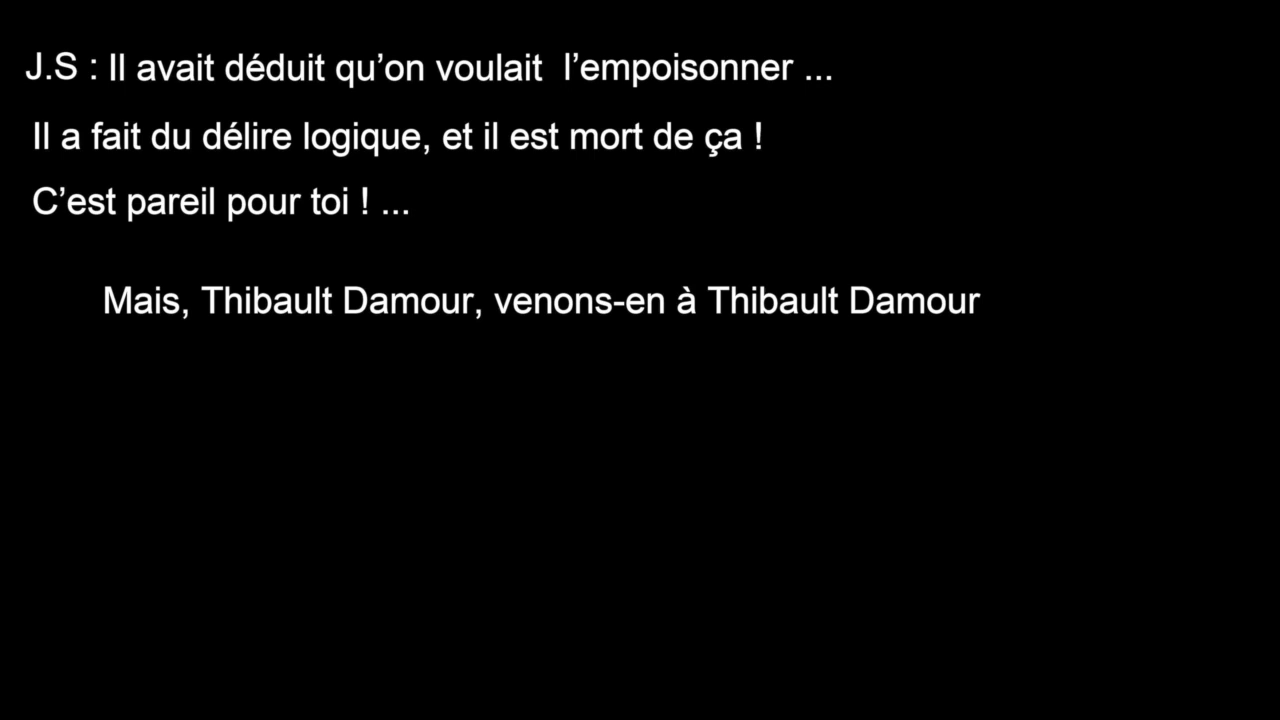 J.S : Il avait déduit qu’on voulait l’empoisonner ...
Il a fait du délire logique, et il est mort de ça !
C’est pareil pour toi ! ...
Mais, Thibault Damour, venons-en à Thibault Damour